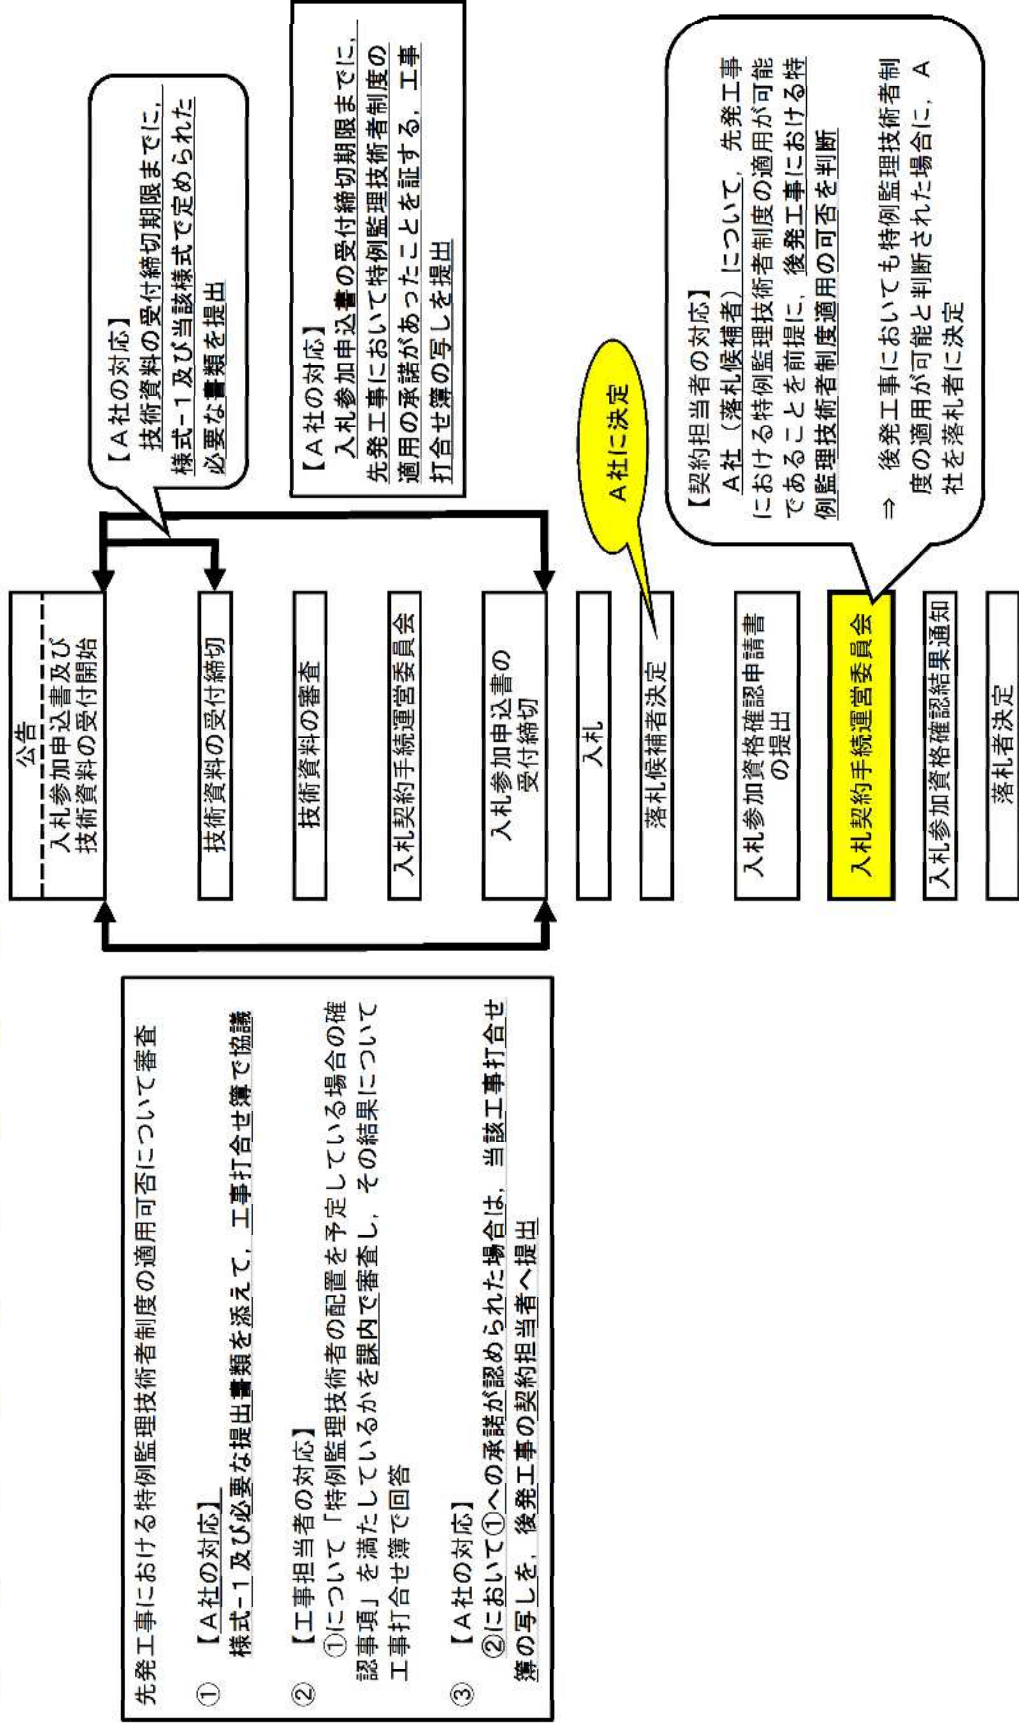 先発工事における特例監理技術者制度の適用可否について審査
① 【A社の対応】
様式-1及び必要な提出書類を添えて，工事打合せ簿で協議
② 【工事担当者の対応】
①について「特例監理技術者の配置を予定している場合の確
認事項」を満たしているかを課内で審査し，その結果について
工事打合せ簿で回答
③ 【A社の対応】
②において①への承諾が認められた場合は，当該工事打合せ
簿の写しを，後発工事の契約担当者へ提出
公告
入札参加申込書及び
技術資料の受付開始
技術資料の受付締切
技術資料の審査
入札契約手続運営委員会
入札参加申込書の
受付締切
入札
落札候補者決定
入札参加資格確認申請書
の提出
入札契約手続運営委員会
入札参加資格確認結果通知
落札者決定
【A社の対応】
技術資料の受付締切期限までに，
様式-1及び当該様式で定められた
必要な書類を提出
【A社の対応】
入札参加申込書の受付締切期限までに，
先発工事において特例監理技術者制度の
適用の承諾があったことを証する，工事
打合せ簿の写しを提出
A社に決定
【契約担当者の対応】
A社（落札候補者）について，先発工事
における特例監理技術者制度の適用が可能
であることを前提に，後発工事における特
例監理技術者制度適用の可否を判断
⇒ 後発工事においても特例監理技術者制
度の適用が可能と判断された場合に，A
社を落札者に決定